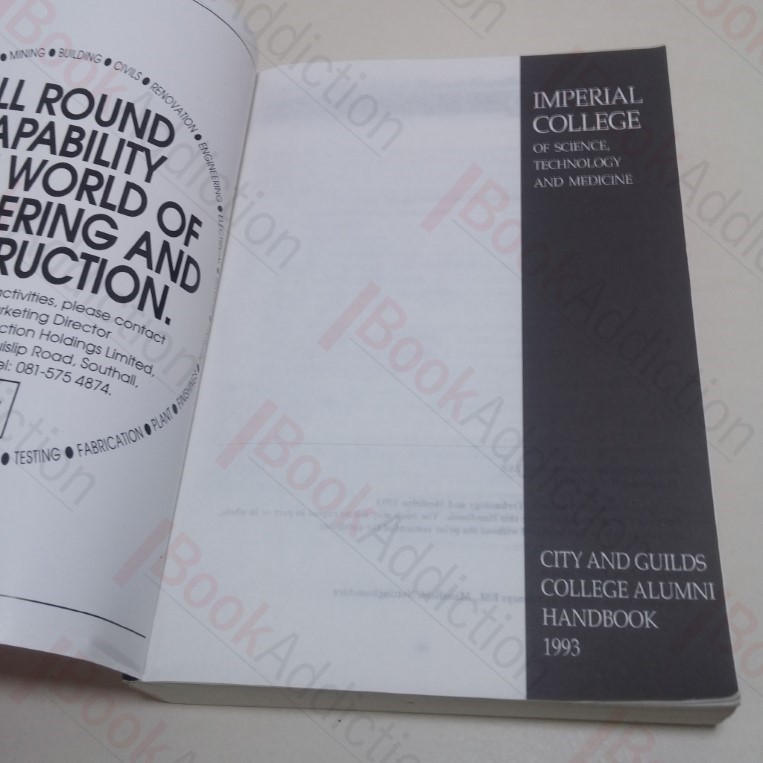 ● MINING ● BUILDING ● CIVILS ● RENOVATION ● ENGINEERING ●
LL ROUND
APABILITY
WORLD OF
ERING AND
RUCTION.
activities, please contact
rketing Director
ction Holdings Limited,
uislip Road, Southall,
el: 081-575 4874.
● TESTING ● FABRICATION ● PLANT ● FINISHINGS
IMPERIAL
COLLEGE
OF SCIENCE,
TECHNOLOGY
AND MEDICINE
CITY AND GUILDS
COLLEGE ALUMNI
HANDBOOK
1993
BookAddiction